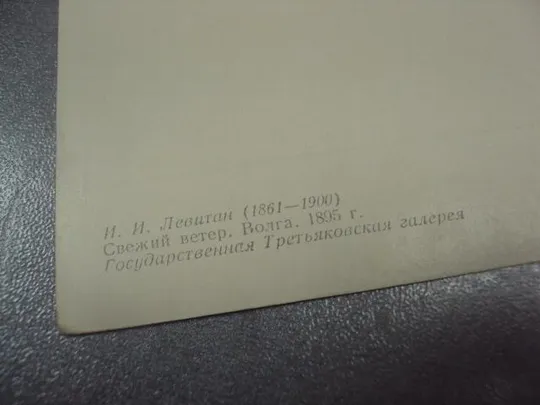 И. И. Левитан (1861—1900)
Свежий ветер. Волга. 1895 г.
Государственная Третьяковская галерея